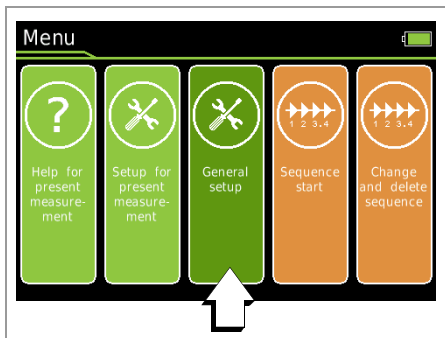 Menu
?
1 2 3.4
1 2 3.4
Help for
present
measure-
ment
Setup for
present
measure-
ment
General
setup
Sequence
start
Change
and delete
sequence